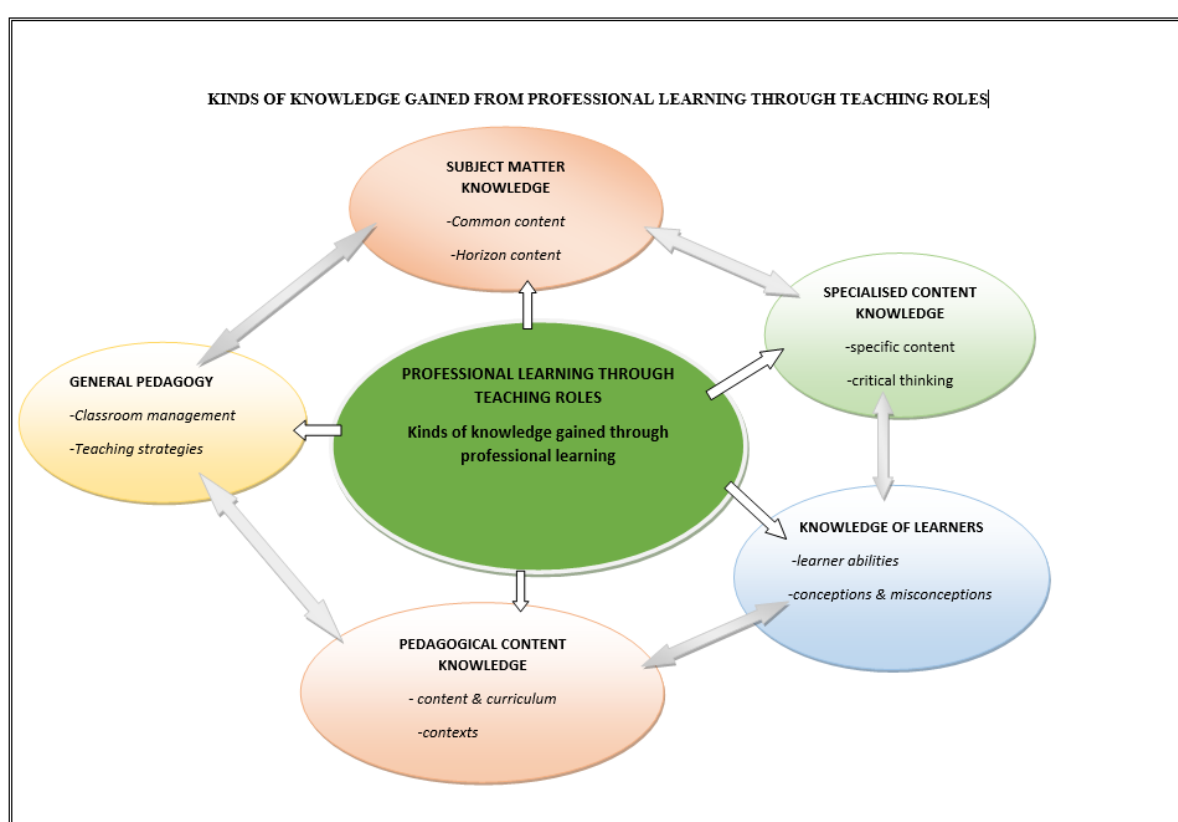 KINDS OF KNOWLEDGE GAINED FROM PROFESSIONAL LEARNING THROUGH TEACHING ROLES
SUBJECT MATTER
KNOWLEDGE
-Common content
-Horizon content
SPECIALISED CONTENT
KNOWLEDGE
-specific content
-critical thinking
GENERAL PEDAGOGY
-Classroom management
-Teaching strategies
PROFESSIONAL LEARNING THROUGH
TEACHING ROLES
Kinds of knowledge gained through
professional learning
KNOWLEDGE OF LEARNERS
-learner abilities
-conceptions & misconceptions
PEDAGOGICAL CONTENT
KNOWLEDGE
- content & curriculum
-contexts